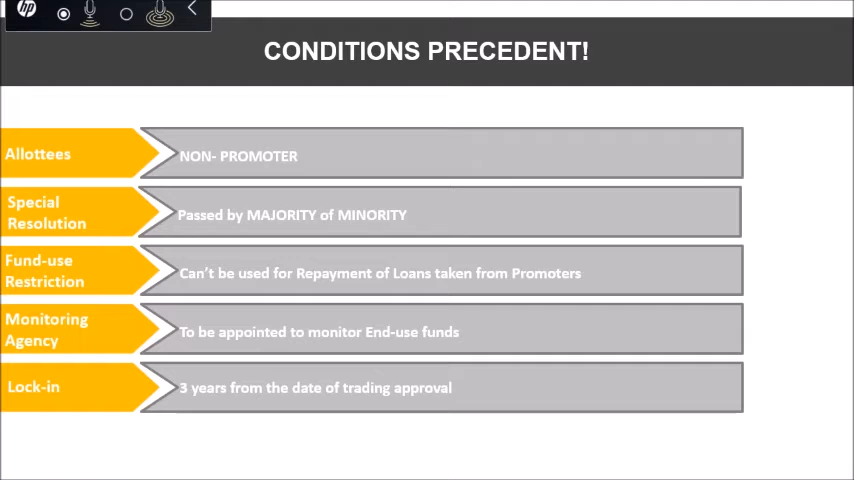 hp
CONDITIONS PRECEDENT!
Allottees
NON- PROMOTER
Special
Resolution
Passed by MAJORITY of MINORITY
Fund-use
Restriction
Can't be used for Repayment of Loans taken from Promoters
Monitoring
Agency
To be appointed to monitor End-use funds
Lock-in
3 years from the date of trading approval